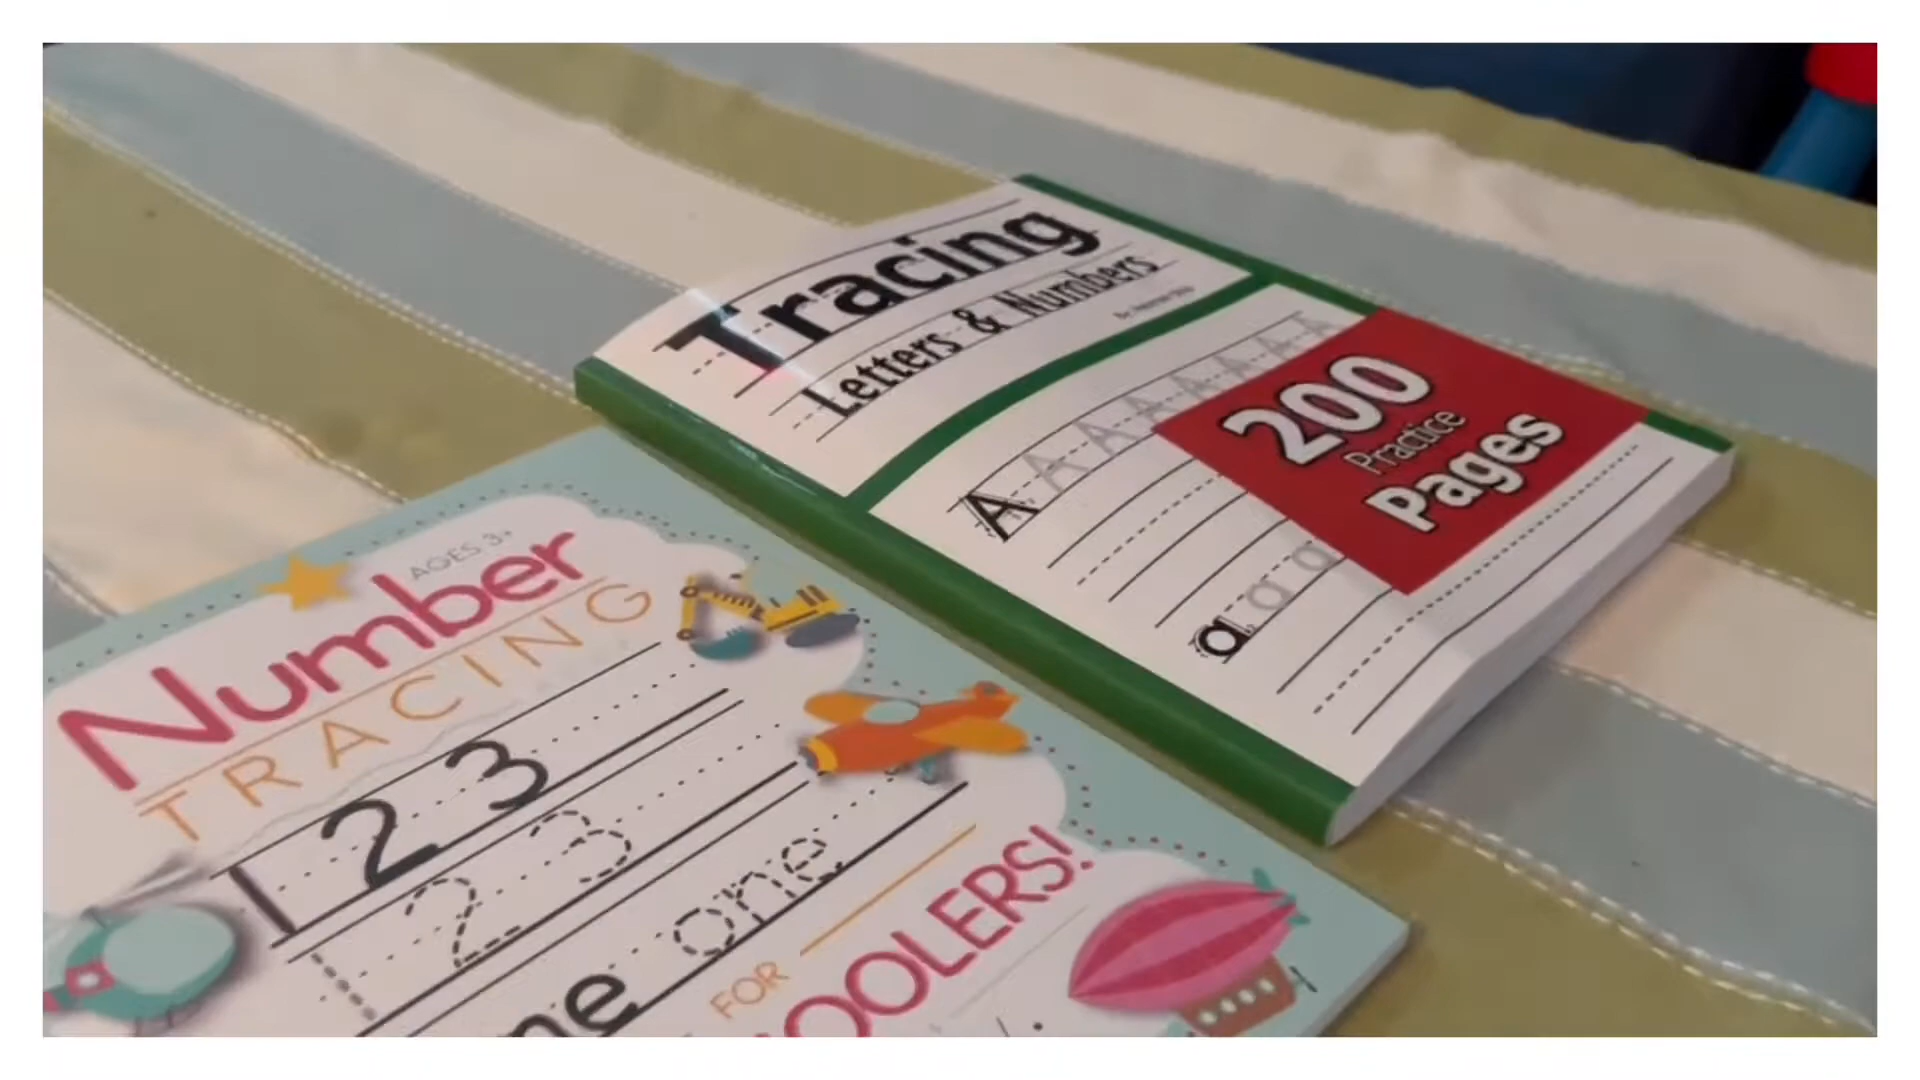 Tracing
Letters & Numbers
A A A A A A A
200
Practice
Pages
a a a
AGES 3+
Number
TRACING
1 2 3
1 2 3
one
FOR
OOLERS!